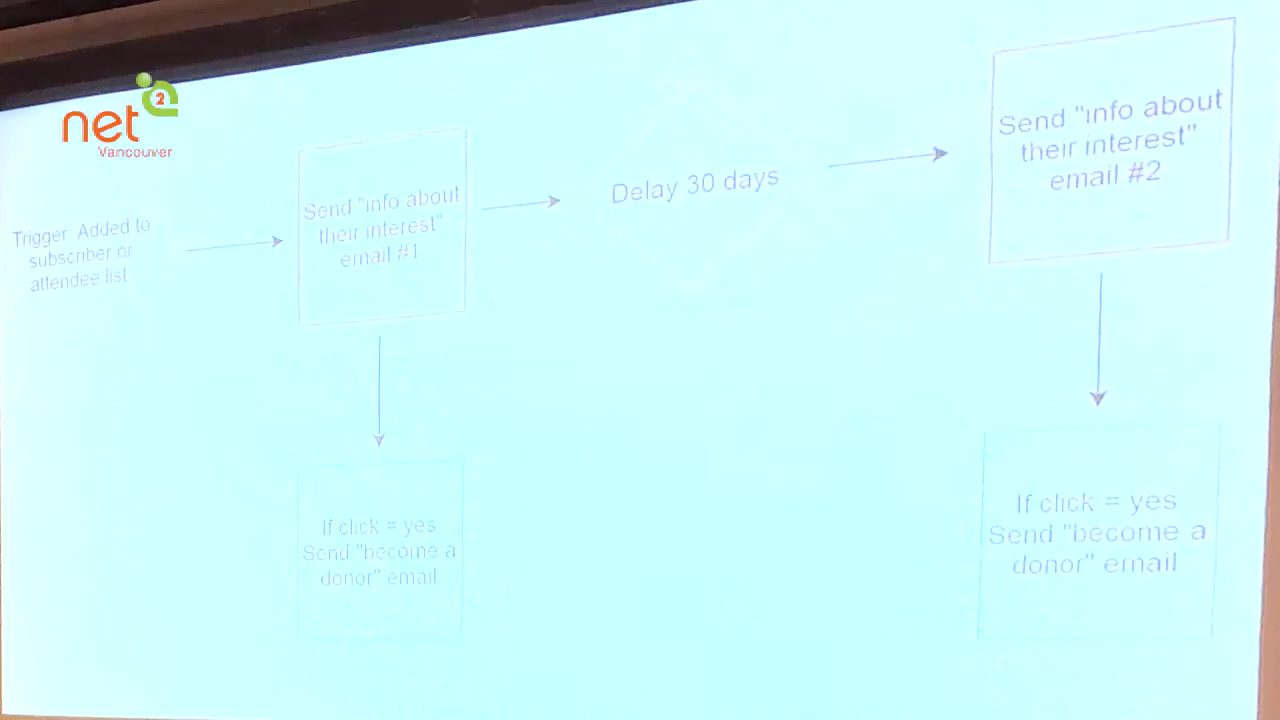 net2
Vancouver
Trigger: Added to
subscriber or
attendee list
Send "info about
their interest"
email #1
Delay 30 days
Send "info about
their interest"
email #2
If click = yes
Send "become a
donor" email
If click = yes
Send "become a
donor" email